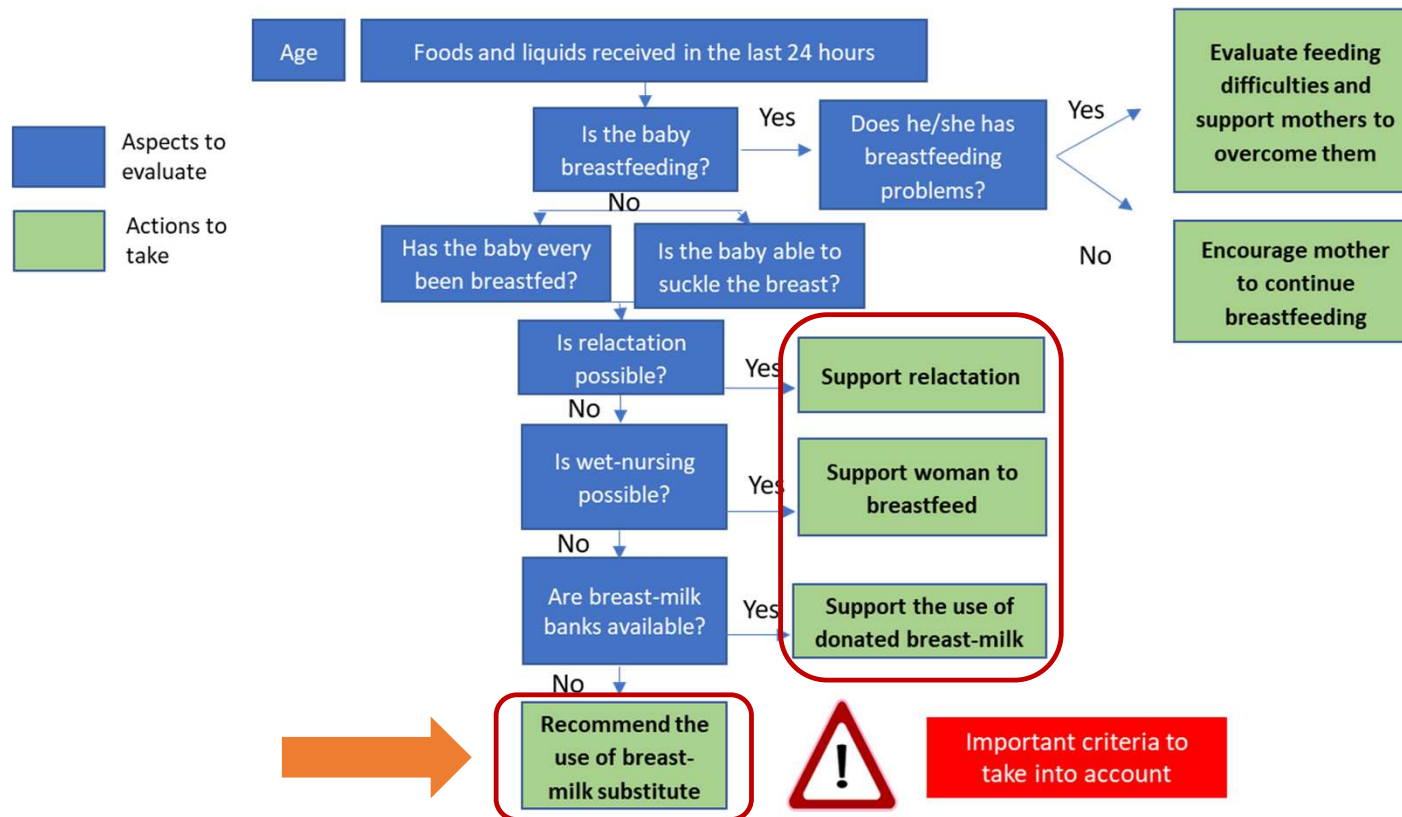 Age
Foods and liquids received in the last 24 hours
Aspects to
evaluate
Actions to
take
Is the baby
breastfeeding?
Yes
Does he/she has
breastfeeding
problems?
Yes
Evaluate feeding
difficulties and
support mothers to
overcome them
No
Encourage mother
to continue
breastfeeding
No
Has the baby every
been breastfed?
Is the baby able to
suckle the breast?
Is relactation
possible?
Yes
Support relactation
No
Is wet-nursing
possible?
Yes
Support woman to
breastfeed
No
Are breast-milk
banks available?
Yes
Support the use of
donated breast-milk
No
Recommend the
use of breast-
milk substitute
!
Important criteria to
take into account